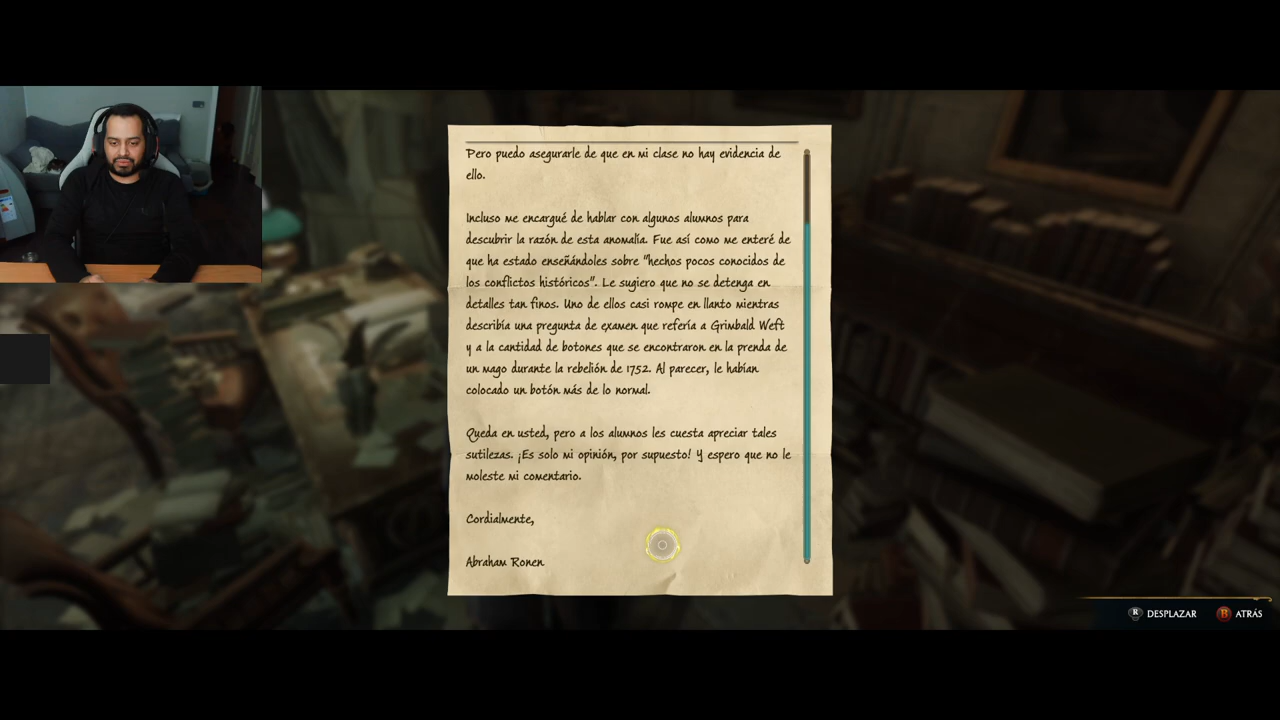 Pero puedo asegurarle de que en mi clase no hay evidencia de
ello.
Incluso me encargué de hablar con algunos alumnos para
descubrir la razón de esta anomalía. Fue así como me enteré de
que ha estado enseñándoles sobre "hechos pocos conocidos de
los conflictos históricos". Le sugiero que no se detenga en
detalles tan finos. Uno de ellos casi rompe en llanto mientras
describía una pregunta de examen que refería a Grimbald Weft
y a la cantidad de botones que se encontraron en la prenda de
un mago durante la rebelión de 1752. Al parecer, le habían
colocado un botón más de lo normal.
Queda en usted, pero a los alumnos les cuesta apreciar tales
sutilezas. ¡Es solo mi opinión, por supuesto! Y espero que no le
moleste mi comentario.
Cordialmente,
Abraham Ronen
R DESPLAZAR B ATRÁS